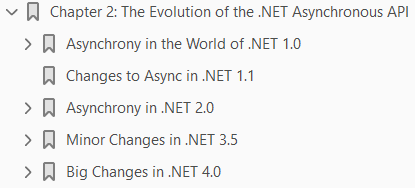 Chapter 2: The Evolution of the .NET Asynchronous API
Asynchrony in the World of .NET 1.0
Changes to Async in .NET 1.1
Asynchrony in .NET 2.0
Minor Changes in .NET 3.5
Big Changes in .NET 4.0